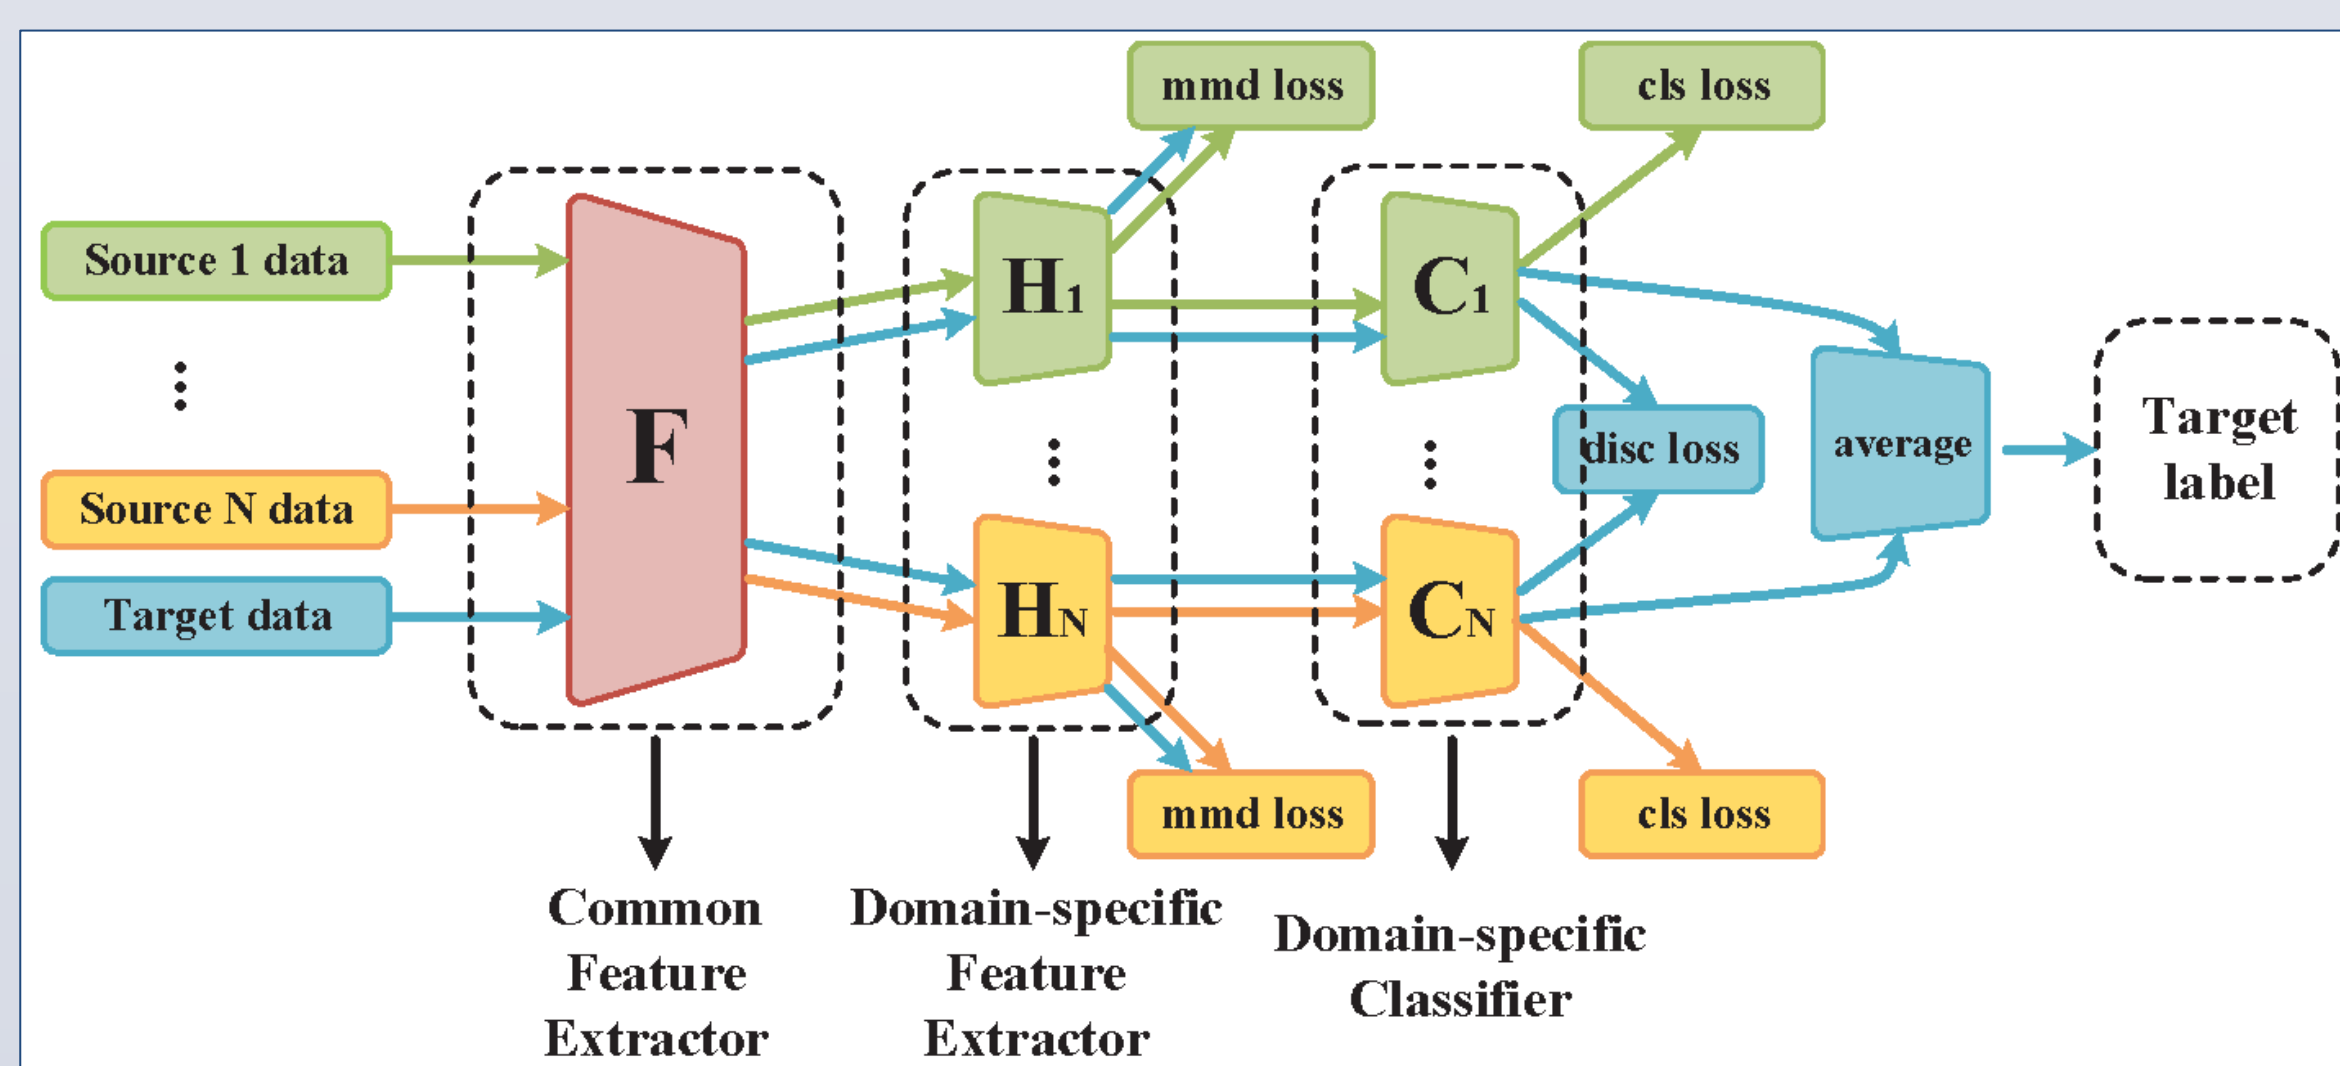 mmd loss
cls loss
Source 1 data
Source N data
Target data
F
H1
HN
C1
CN
disc loss
average
Target
label
mmd loss
cls loss
Common
Feature
Extractor
Domain-specific
Feature
Extractor
Domain-specific
Classifier